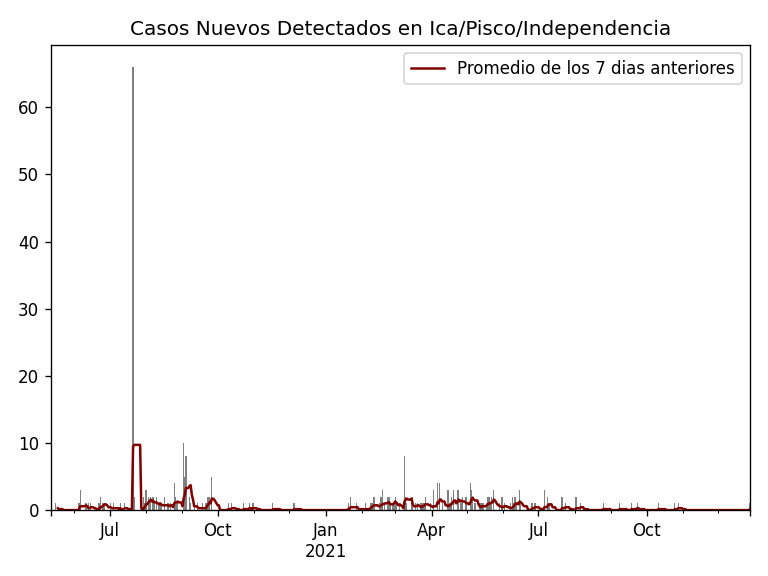 Casos Nuevos Detectados en Ica/Pisco/Independencia
Promedio de los 7 dias anteriores
60
50
40
30
20
10
0
Jul Oct Jan Apr Jul Oct
2021